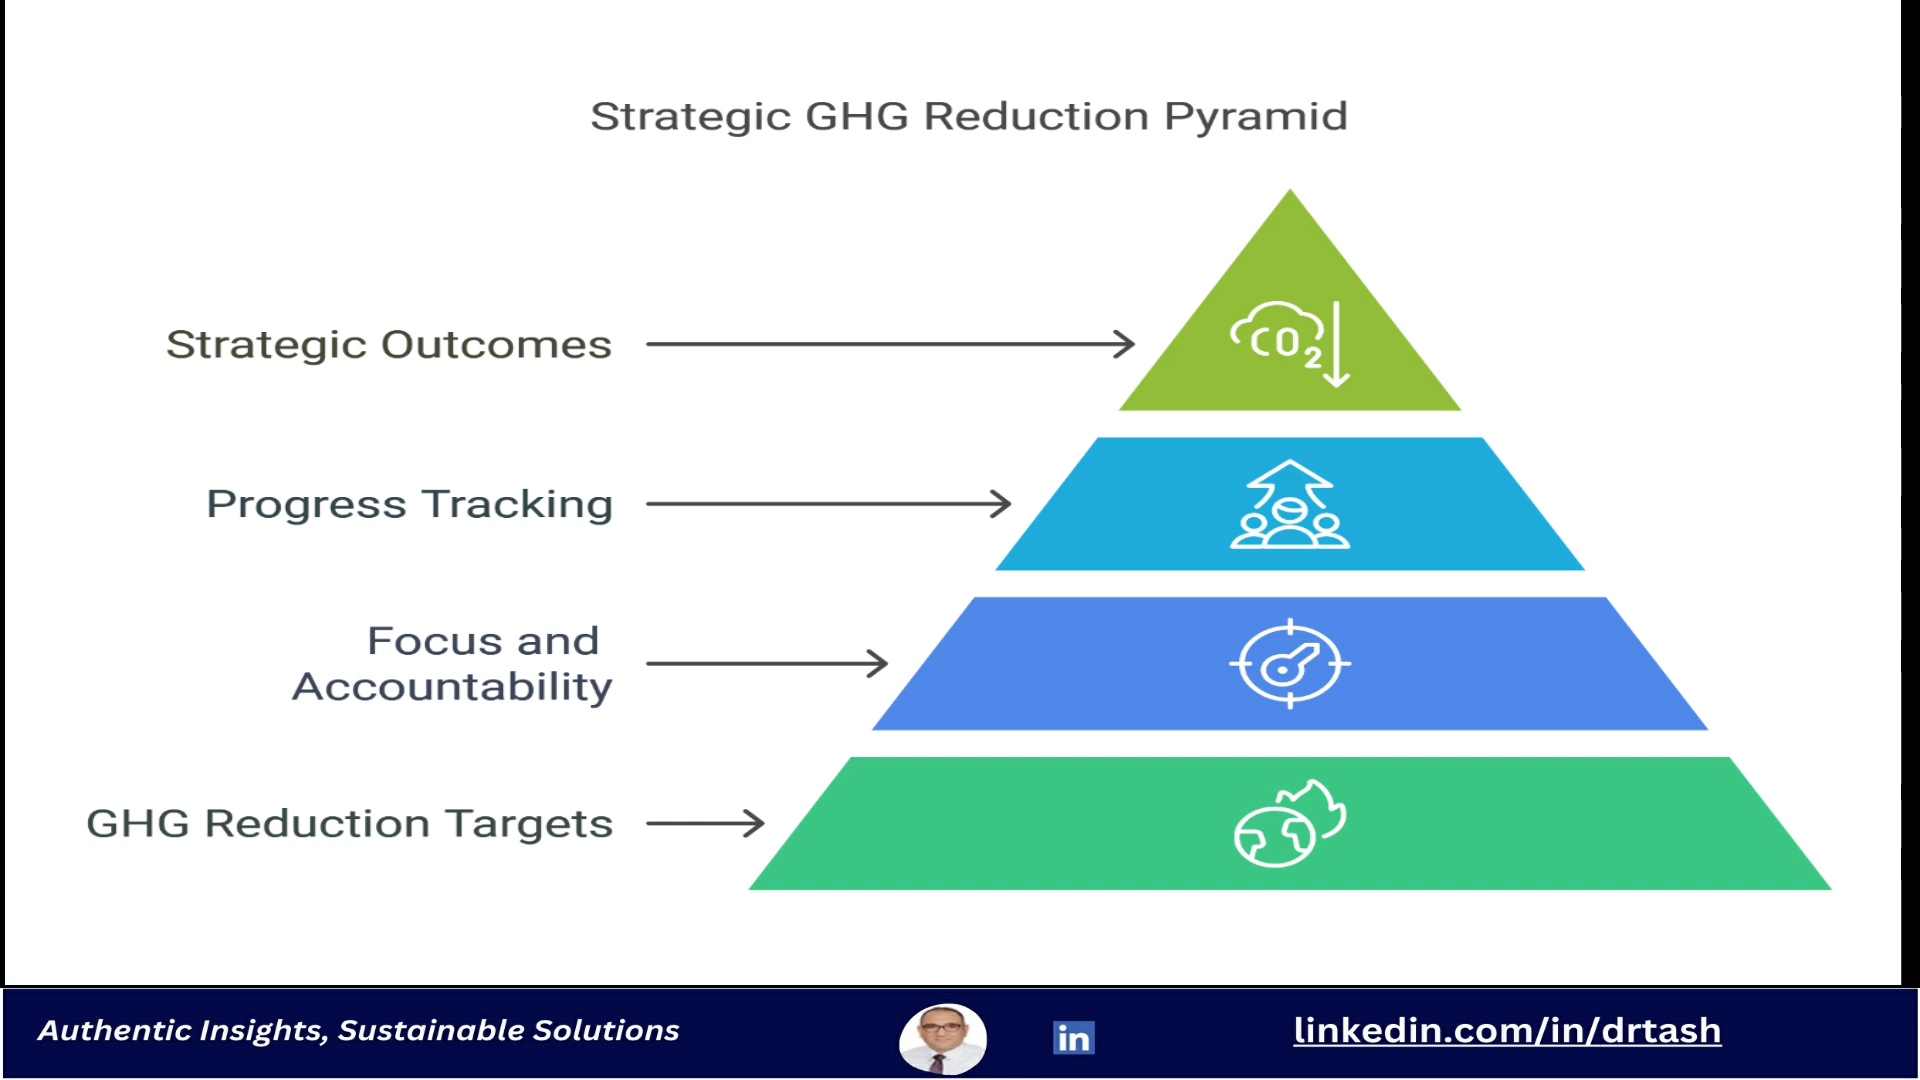 Strategic GHG Reduction Pyramid
CO2
Strategic Outcomes
Progress Tracking
Focus and
Accountability
GHG Reduction Targets
Authentic Insights, Sustainable Solutions
in
linkedin.com/in/drtash